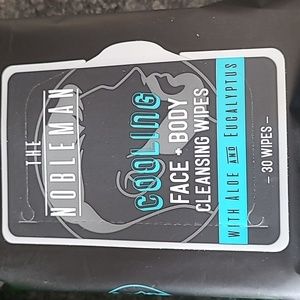 THE
NOBLEMAN
COOLING
FACE + BODY
CLEANSING WIPES
WITH ALOE AND EUCALYPTUS
- 30 WIPES -